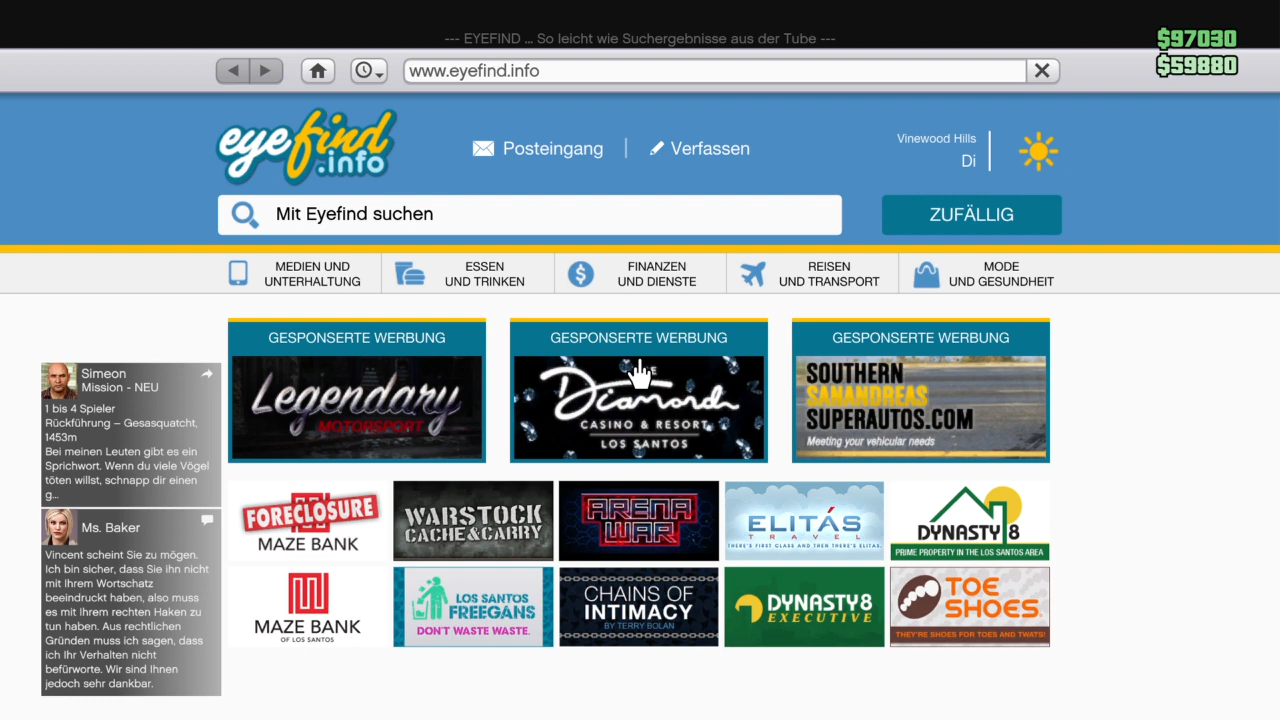 --- EYEFIND ... So leicht wie Suchergebnisse aus der Tube ---
$97030
$59880
www.eyefind.info
eyefind
.info
Posteingang
Verfassen
Vinewood Hills
Di
Mit Eyefind suchen
ZUFÄLLIG
MEDIEN UND
UNTERHALTUNG
ESSEN
UND TRINKEN
FINANZEN
UND DIENSTE
REISEN
UND TRANSPORT
MODE
UND GESUNDHEIT
GESPONSERTE WERBUNG
Legendary
MOTORSPORT
GESPONSERTE WERBUNG
Diamond
CASINO & RESORT
LOS SANTOS
GESPONSERTE WERBUNG
SOUTHERN
SANANDREAS
SUPERAUTOS.COM
Meeting your vehicular needs
Simeon
Mission - NEU
1 bis 4 Spieler
Rückführung – Gesasquatcht,
1453m
Bei meinen Leuten gibt es ein
Sprichwort. Wenn du viele Vögel
töten willst, schnapp dir einen
g...
Ms. Baker
Vincent scheint Sie zu mögen.
Ich bin sicher, dass Sie ihn nicht
mit Ihrem Wortschatz
beeindruckt haben, also muss
es mit Ihrem rechten Haken zu
tun haben. Aus rechtlichen
Gründen muss ich sagen, dass
ich Ihr Verhalten nicht
befürworte. Wir sind Ihnen
jedoch sehr dankbar.
FORECLOSURE
MAZE BANK
WARSTOCK
CACHE&CARRY
ARENA
WAR
ELITÁS
TRAVEL
THERE'S FIRST CLASS AND THEN THERE'S ELITAS.
DYNASTY 8
PRIME PROPERTY IN THE LOS SANTOS AREA
MAZE BANK
OF LOS SANTOS
LOS SANTOS
FREEGANS
DON'T WASTE WASTE.
CHAINS OF
INTIMACY
BY TERRY BOLAN
DYNASTY 8
EXECUTIVE
TOE
SHOES
THEY'RE SHOES FOR TOES AND TWATS!